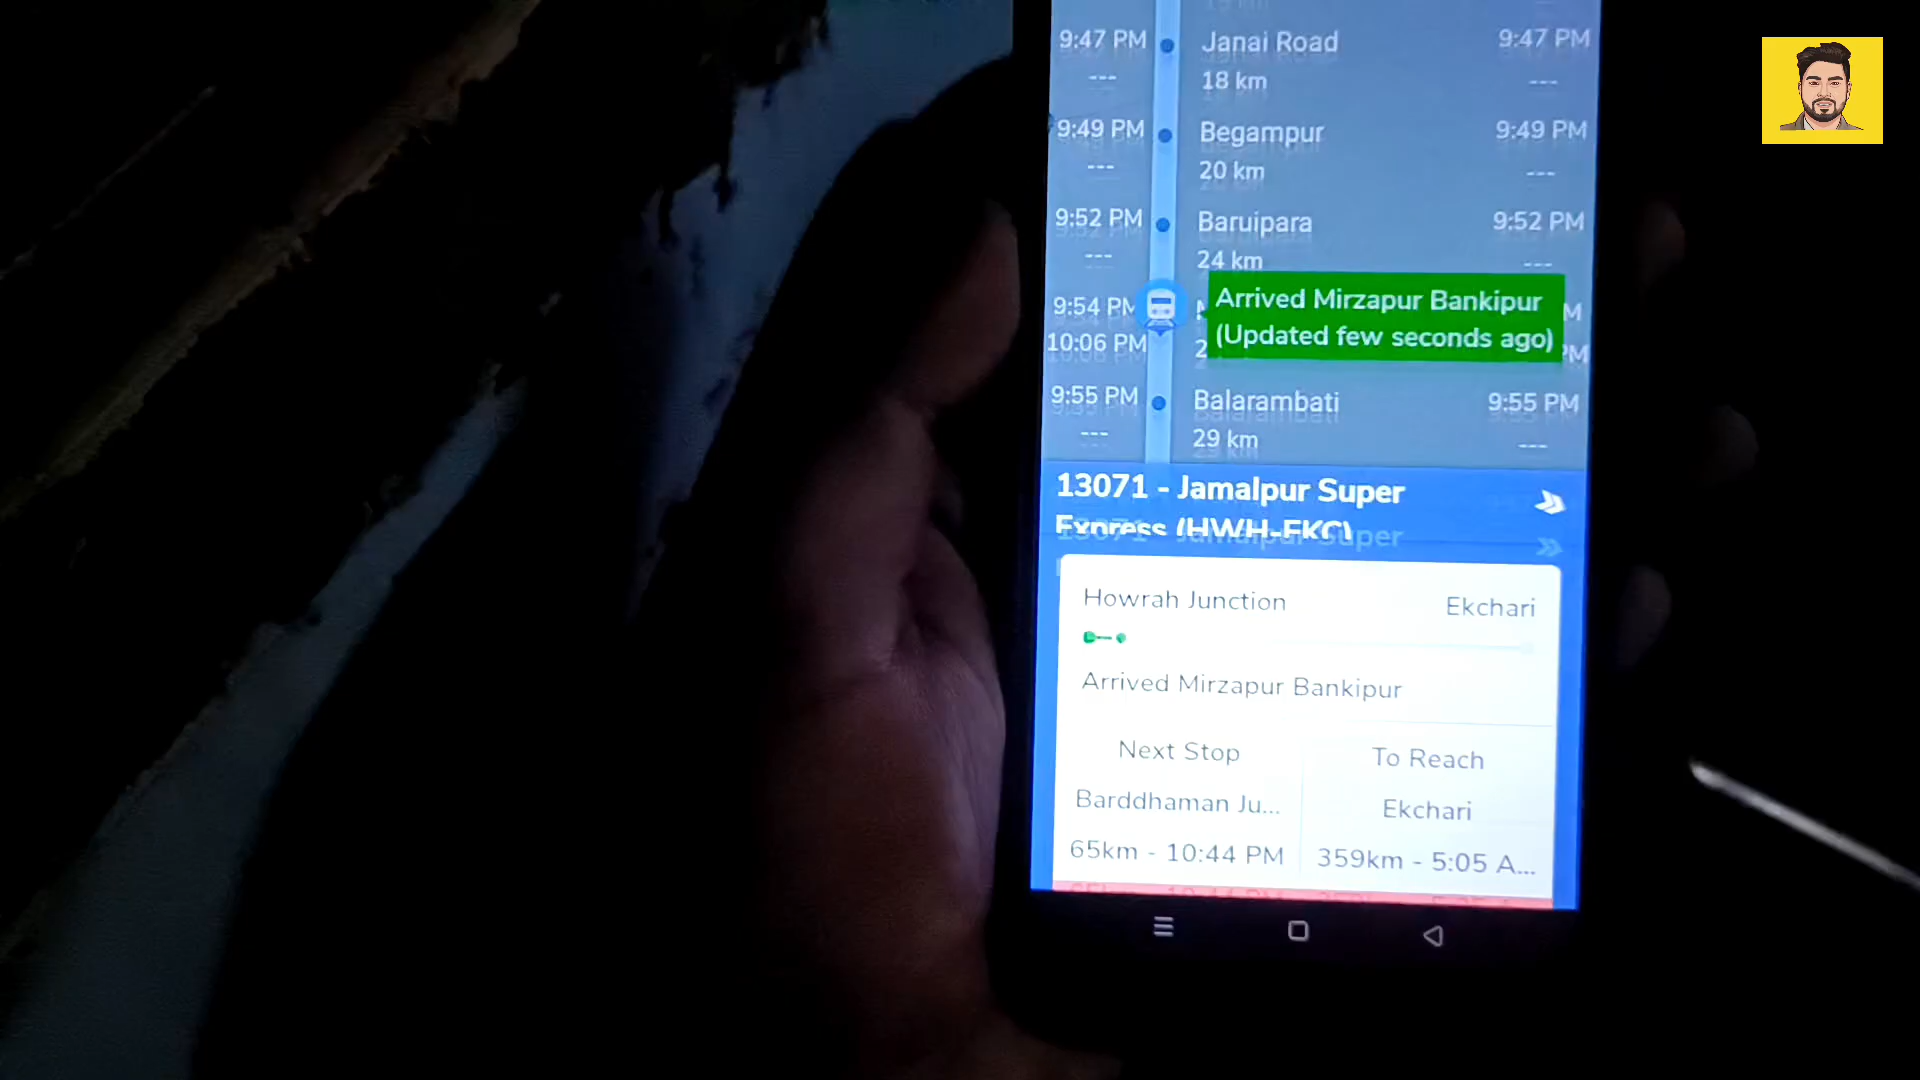 9:47 PM Janai Road 9:47 PM
--- 18 km ---
9:49 PM Begampur 9:49 PM
--- 20 km ---
9:52 PM Baruipara 9:52 PM
--- 24 km ---
9:54 PM Arrived Mirzapur Bankipur
10:06 PM (Updated few seconds ago)
9:55 PM Balarambati 9:55 PM
--- 29 km ---
13071 - Jamalpur Super
Express (HWH-EKC)
Howrah Junction Ekchari
Arrived Mirzapur Bankipur
Next Stop To Reach
Barddhaman Ju... Ekchari
65km - 10:44 PM 359km - 5:05 A...